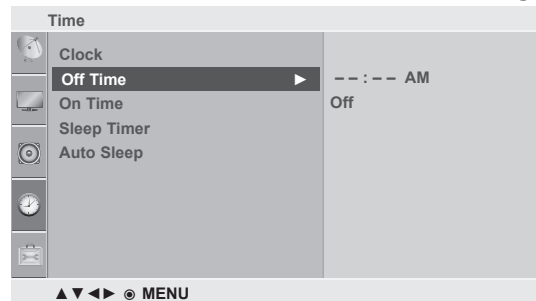 Time
Clock
Off Time ► – – : – – AM
On Time Off
Sleep Timer
Auto Sleep
▲▼◄► ◉ MENU